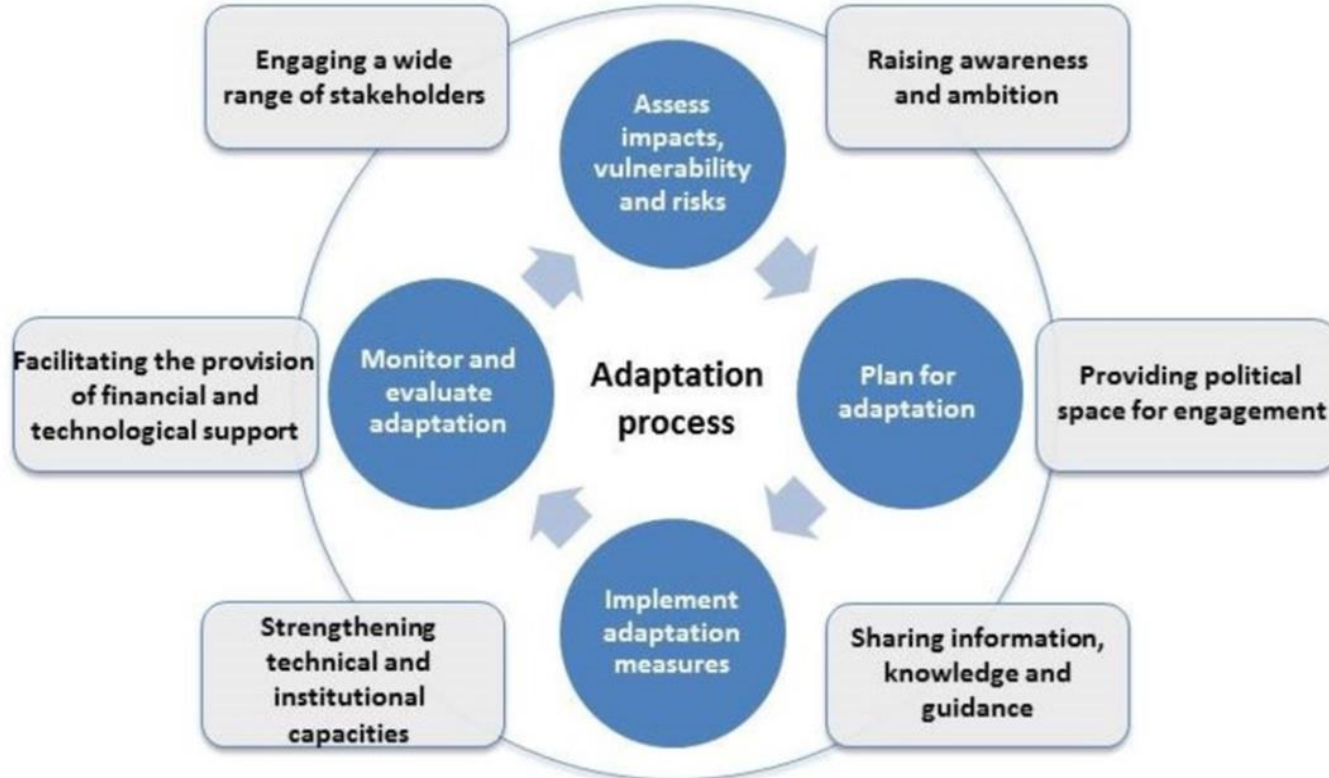 Engaging a wide
range of stakeholders
Raising awareness
and ambition
Assess
impacts,
vulnerability
and risks
Facilitating the provision
of financial and
technological support
Monitor and
evaluate
adaptation
Adaptation
process
Plan for
adaptation
Providing political
space for engagement
Strengthening
technical and
institutional
capacities
Implement
adaptation
measures
Sharing information,
knowledge and
guidance